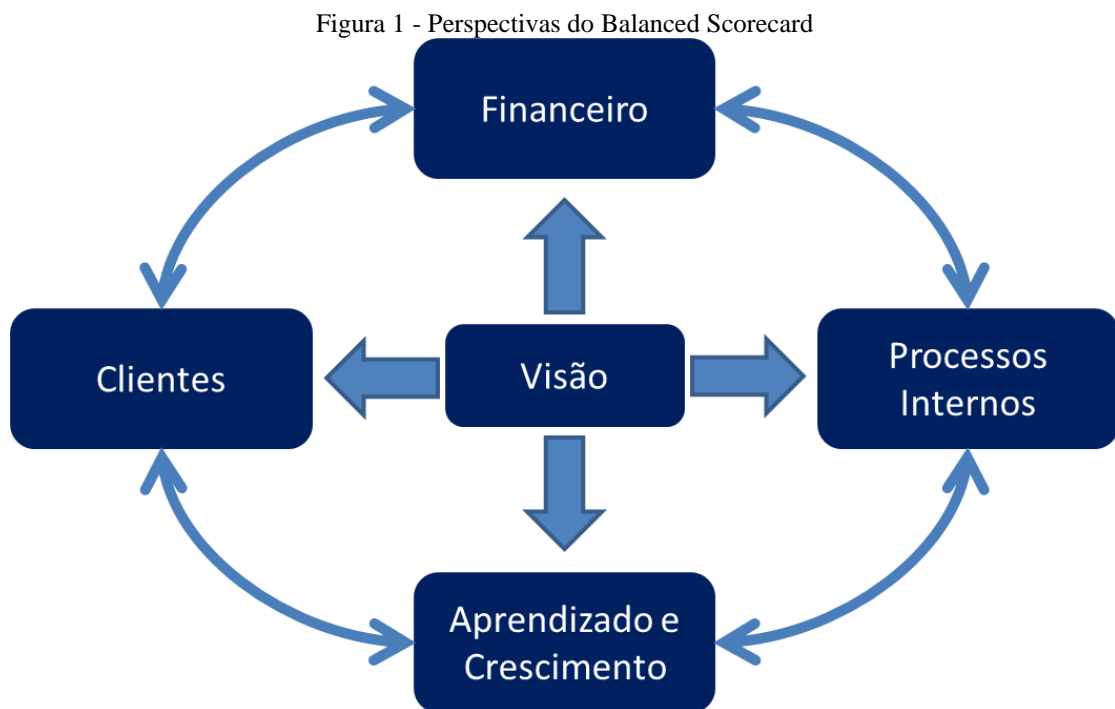 Figura 1 - Perspectivas do Balanced Scorecard
Financeiro
Clientes
Visão
Processos
Internos
Aprendizado e
Crescimento